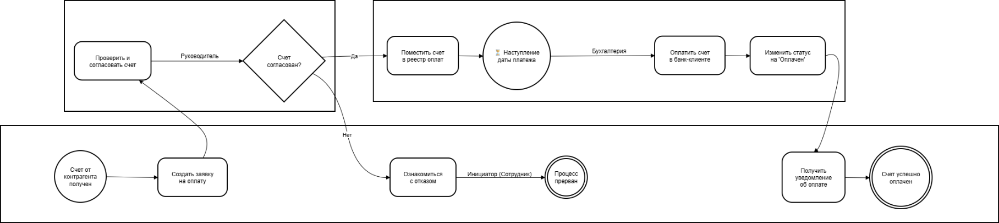 Проверить и
согласовать счет
Руководитель
Счет
согласован?
Да
Поместить счет
в реестр оплат
⏳ Наступление
даты платежа
Бухгалтерия
Оплатить счет
в банк-клиенте
Изменить статус
на 'Оплачен'
Нет
Счет от
контрагента
получен
Создать заявку
на оплату
Ознакомиться
с отказом
Инициатор (Сотрудник)
Процесс
прерван
Получить
уведомление
об оплате
Счет успешно
оплачен